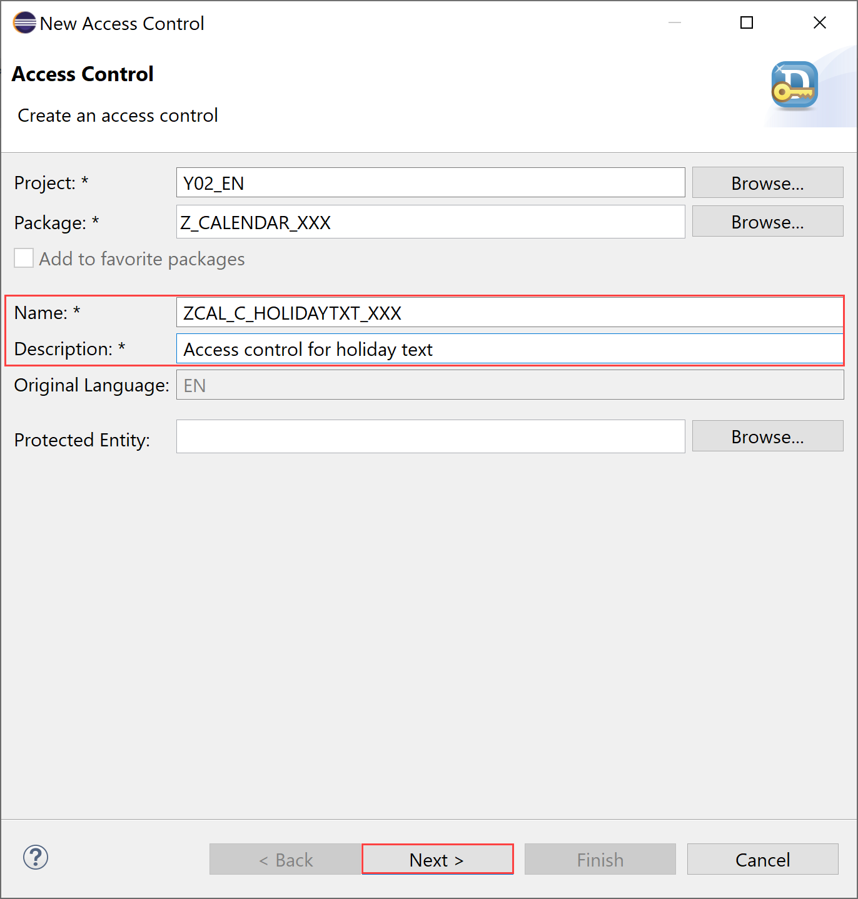 New Access Control
Access Control
Create an access control
Project: * Y02_EN Browse...
Package: * Z_CALENDAR_XXX Browse...
Add to favorite packages
Name: * ZCAL_C_HOLIDAYTXT_XXX
Description: * Access control for holiday text
Original Language: EN
Protected Entity: Browse...
? < Back Next > Finish Cancel